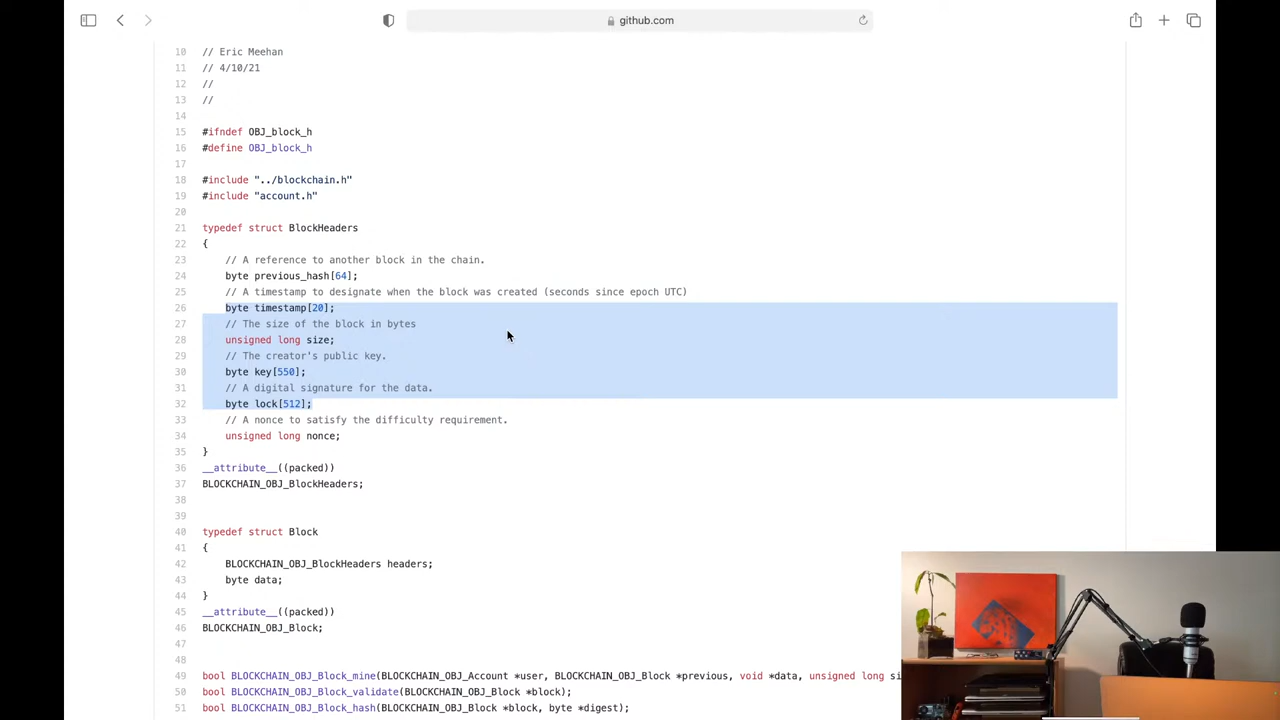 github.com
10 // Eric Meehan
11 // 4/10/21
12 //
13 //
14
15 #ifndef OBJ_block_h
16 #define OBJ_block_h
17
18 #include "../blockchain.h"
19 #include "account.h"
20
21 typedef struct BlockHeaders
22 {
23 // A reference to another block in the chain.
24 byte previous_hash[64];
25 // A timestamp to designate when the block was created (seconds since epoch UTC)
26 byte timestamp[20];
27 // The size of the block in bytes
28 unsigned long size;
29 // The creator's public key.
30 byte key[550];
31 // A digital signature for the data.
32 byte lock[512];
33 // A nonce to satisfy the difficulty requirement.
34 unsigned long nonce;
35 }
36 __attribute__((packed))
37 BLOCKCHAIN_OBJ_BlockHeaders;
38
39
40 typedef struct Block
41 {
42 BLOCKCHAIN_OBJ_BlockHeaders headers;
43 byte data;
44 }
45 __attribute__((packed))
46 BLOCKCHAIN_OBJ_Block;
47
48
49 bool BLOCKCHAIN_OBJ_Block_mine(BLOCKCHAIN_OBJ_Account *user, BLOCKCHAIN_OBJ_Block *previous, void *data, unsigned long si
50 bool BLOCKCHAIN_OBJ_Block_validate(BLOCKCHAIN_OBJ_Block *block);
51 bool BLOCKCHAIN_OBJ_Block_hash(BLOCKCHAIN_OBJ_Block *block, byte *digest);